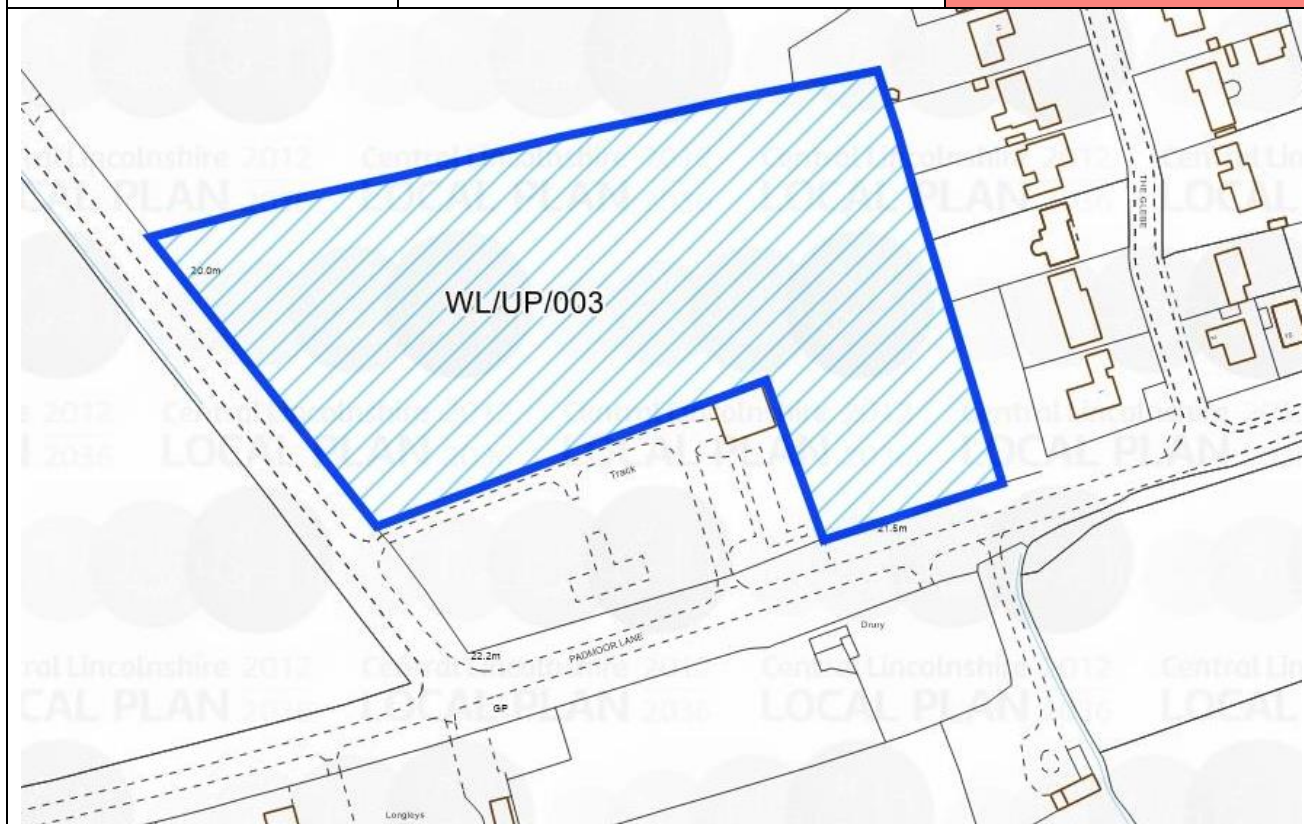 THE GLEBE
20.0m
WL/UP/003
Track
21.5m
Drury
PADMOOR LANE
22.2m
GP
Longleys
Central Lincolnshire 2012
LOCAL PLAN 2036